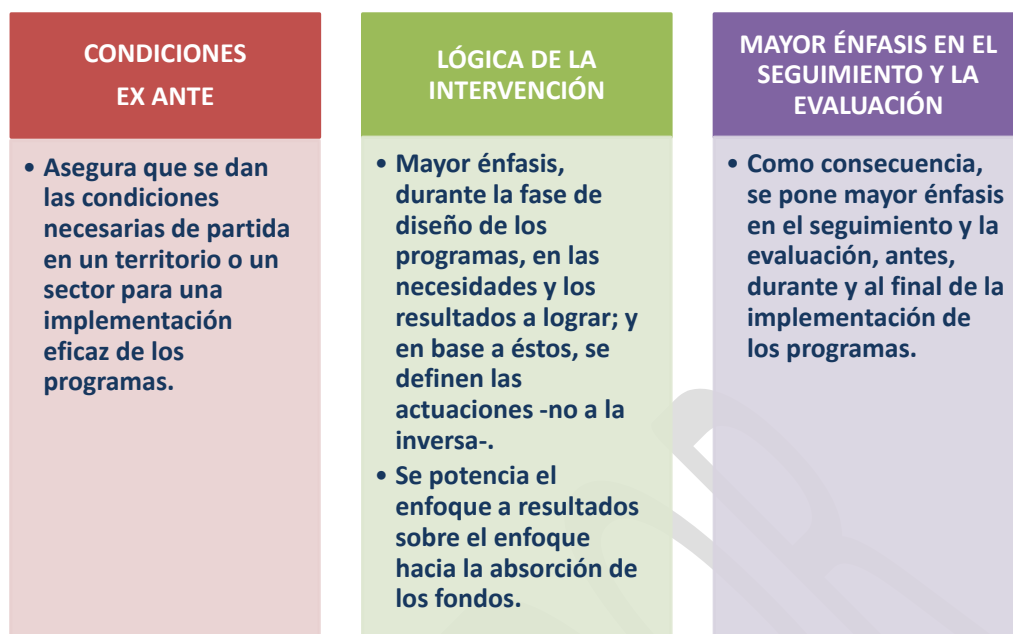 CONDICIONES
EX ANTE
• Asegura que se dan
las condiciones
necesarias de partida
en un territorio o un
sector para una
implementación
eficaz de los
programas.
LÓGICA DE LA
INTERVENCIÓN
• Mayor énfasis,
durante la fase de
diseño de los
programas, en las
necesidades y los
resultados a lograr; y
en base a éstos, se
definen las
actuaciones -no a la
inversa-.
• Se potencia el
enfoque a resultados
sobre el enfoque
hacia la absorción de
los fondos.
MAYOR ÉNFASIS EN EL
SEGUIMIENTO Y LA
EVALUACIÓN
• Como consecuencia,
se pone mayor énfasis
en el seguimiento y la
evaluación, antes,
durante y al final de la
implementación de
los programas.